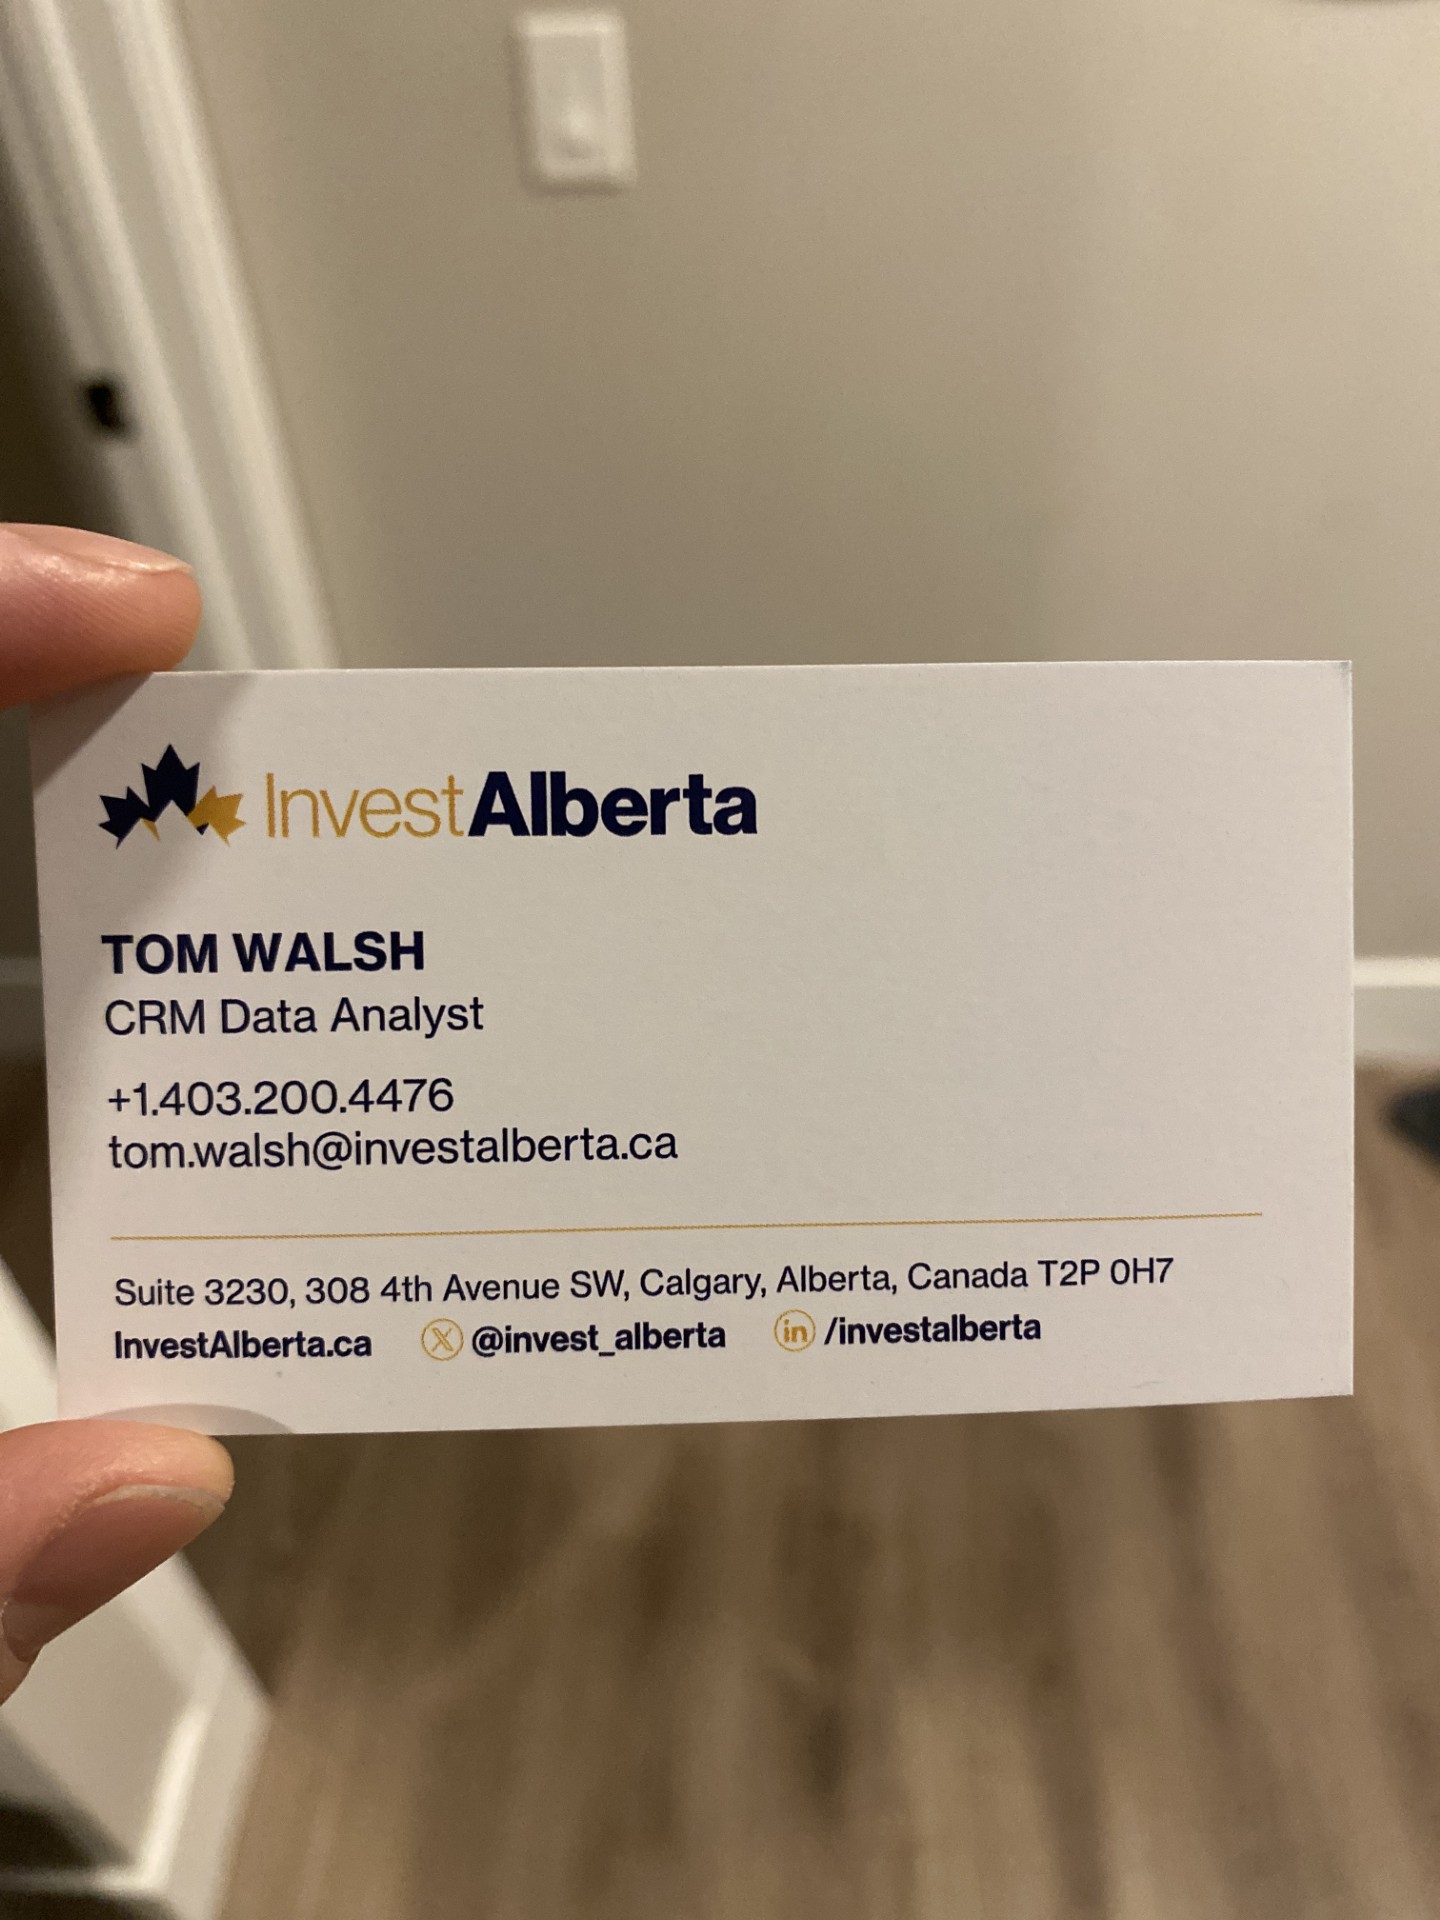 InvestAlberta
TOM WALSH
CRM Data Analyst
+1.403.200.4476
tom.walsh@investalberta.ca
Suite 3230, 308 4th Avenue SW, Calgary, Alberta, Canada T2P 0H7
InvestAlberta.ca X @invest_alberta in /investalberta